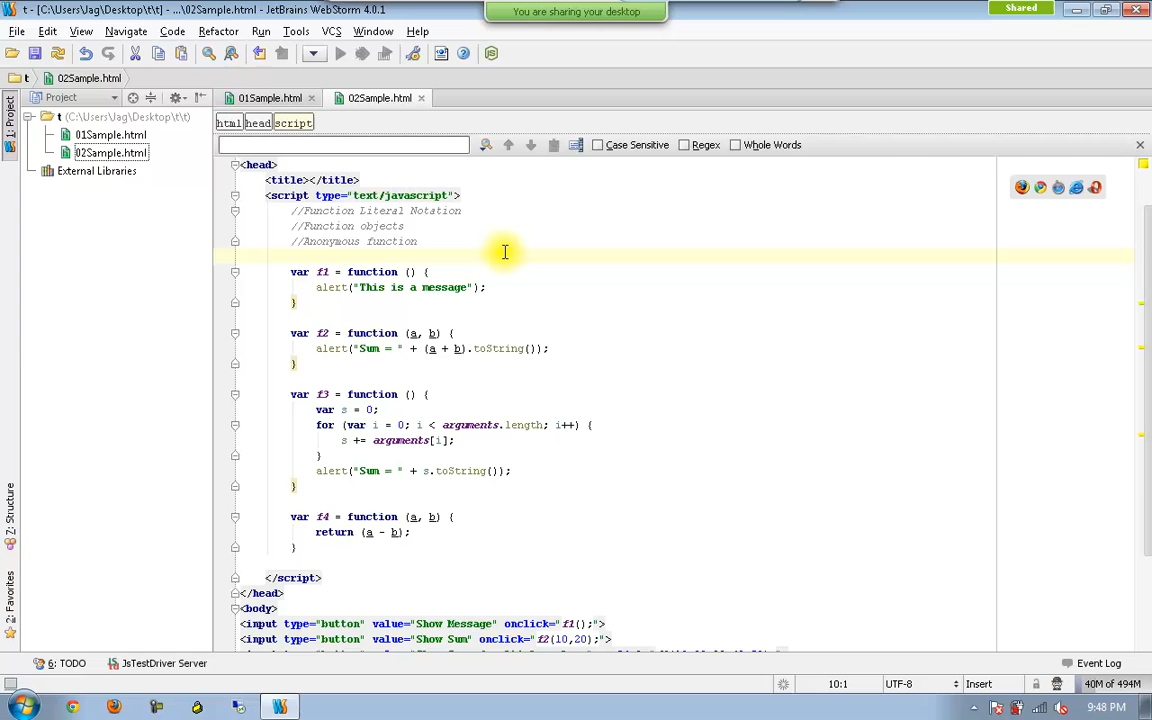 t - [C:\Users\Jag\Desktop\t\t] - ...\02Sample.html - JetBrains WebStorm 4.0.1
You are sharing your desktop
Shared
File Edit View Navigate Code Refactor Run Tools VCS Window Help
t 02Sample.html
Project
01Sample.html
02Sample.html
1: Project
t (C:\Users\Jag\Desktop\t\t)
01Sample.html
02Sample.html
External Libraries
html head script
Case Sensitive Regex Whole Words
<head>
<title></title>
<script type="text/javascript">
//Function Literal Notation
//Function objects
//Anonymous function
var f1 = function () {
alert("This is a message");
}
var f2 = function (a, b) {
alert("Sum = " + (a + b).toString());
}
var f3 = function () {
var s = 0;
for (var i = 0; i < arguments.length; i++) {
s += arguments[i];
}
alert("Sum = " + s.toString());
}
var f4 = function (a, b) {
return (a - b);
}
</script>
</head>
<body>
<input type="button" value="Show Message" onclick="f1();">
<input type="button" value="Show Sum" onclick="f2(10,20);">
7: Structure
2: Favorites
6: TODO JsTestDriver Server Event Log
10:1 UTF-8 Insert 40M of 494M
9:48 PM